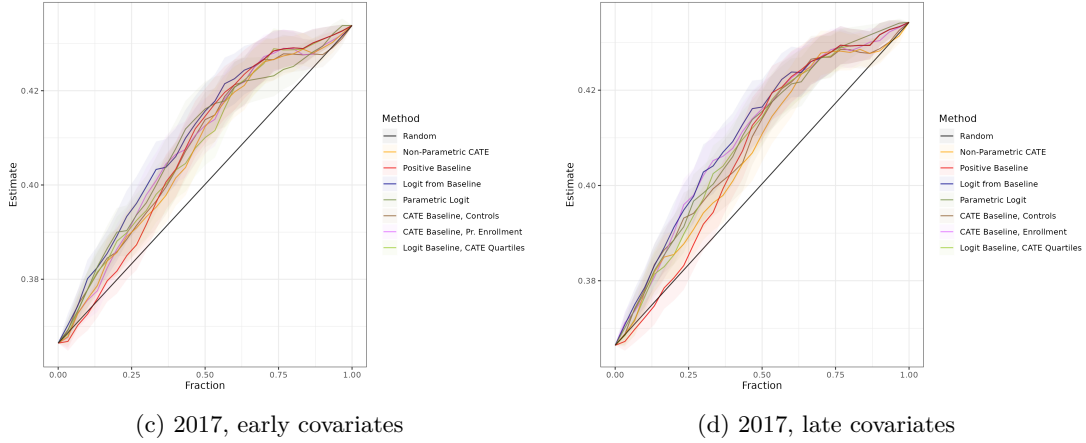 0.42
0.40
0.38
Estimate
0.00
0.25
0.50
0.75
1.00
Fraction
Method
Random
Non-Parametric CATE
Positive Baseline
Logit from Baseline
Parametric Logit
CATE Baseline, Controls
CATE Baseline, Pr. Enrollment
Logit Baseline, CATE Quartiles
(c) 2017, early covariates
0.42
0.40
0.38
Estimate
0.00
0.25
0.50
0.75
1.00
Fraction
Method
Random
Non-Parametric CATE
Positive Baseline
Logit from Baseline
Parametric Logit
CATE Baseline, Controls
CATE Baseline, Enrollment
Logit Baseline, CATE Quartiles
(d) 2017, late covariates